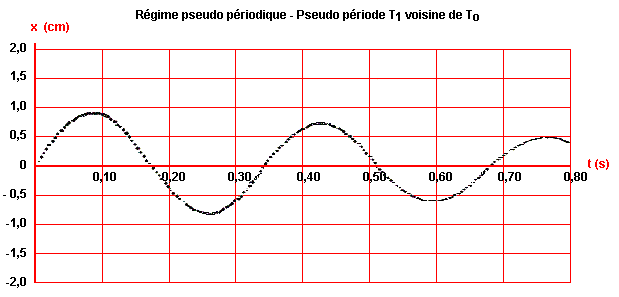 Régime pseudo périodique - Pseudo période T1 voisine de T0
x (cm)
2,0
1,5
1,0
0,5
0
t (s)
0,10 0,20 0,30 0,40 0,50 0,60 0,70 0,80
- 0,5
-1,0
-1,5
-2,0